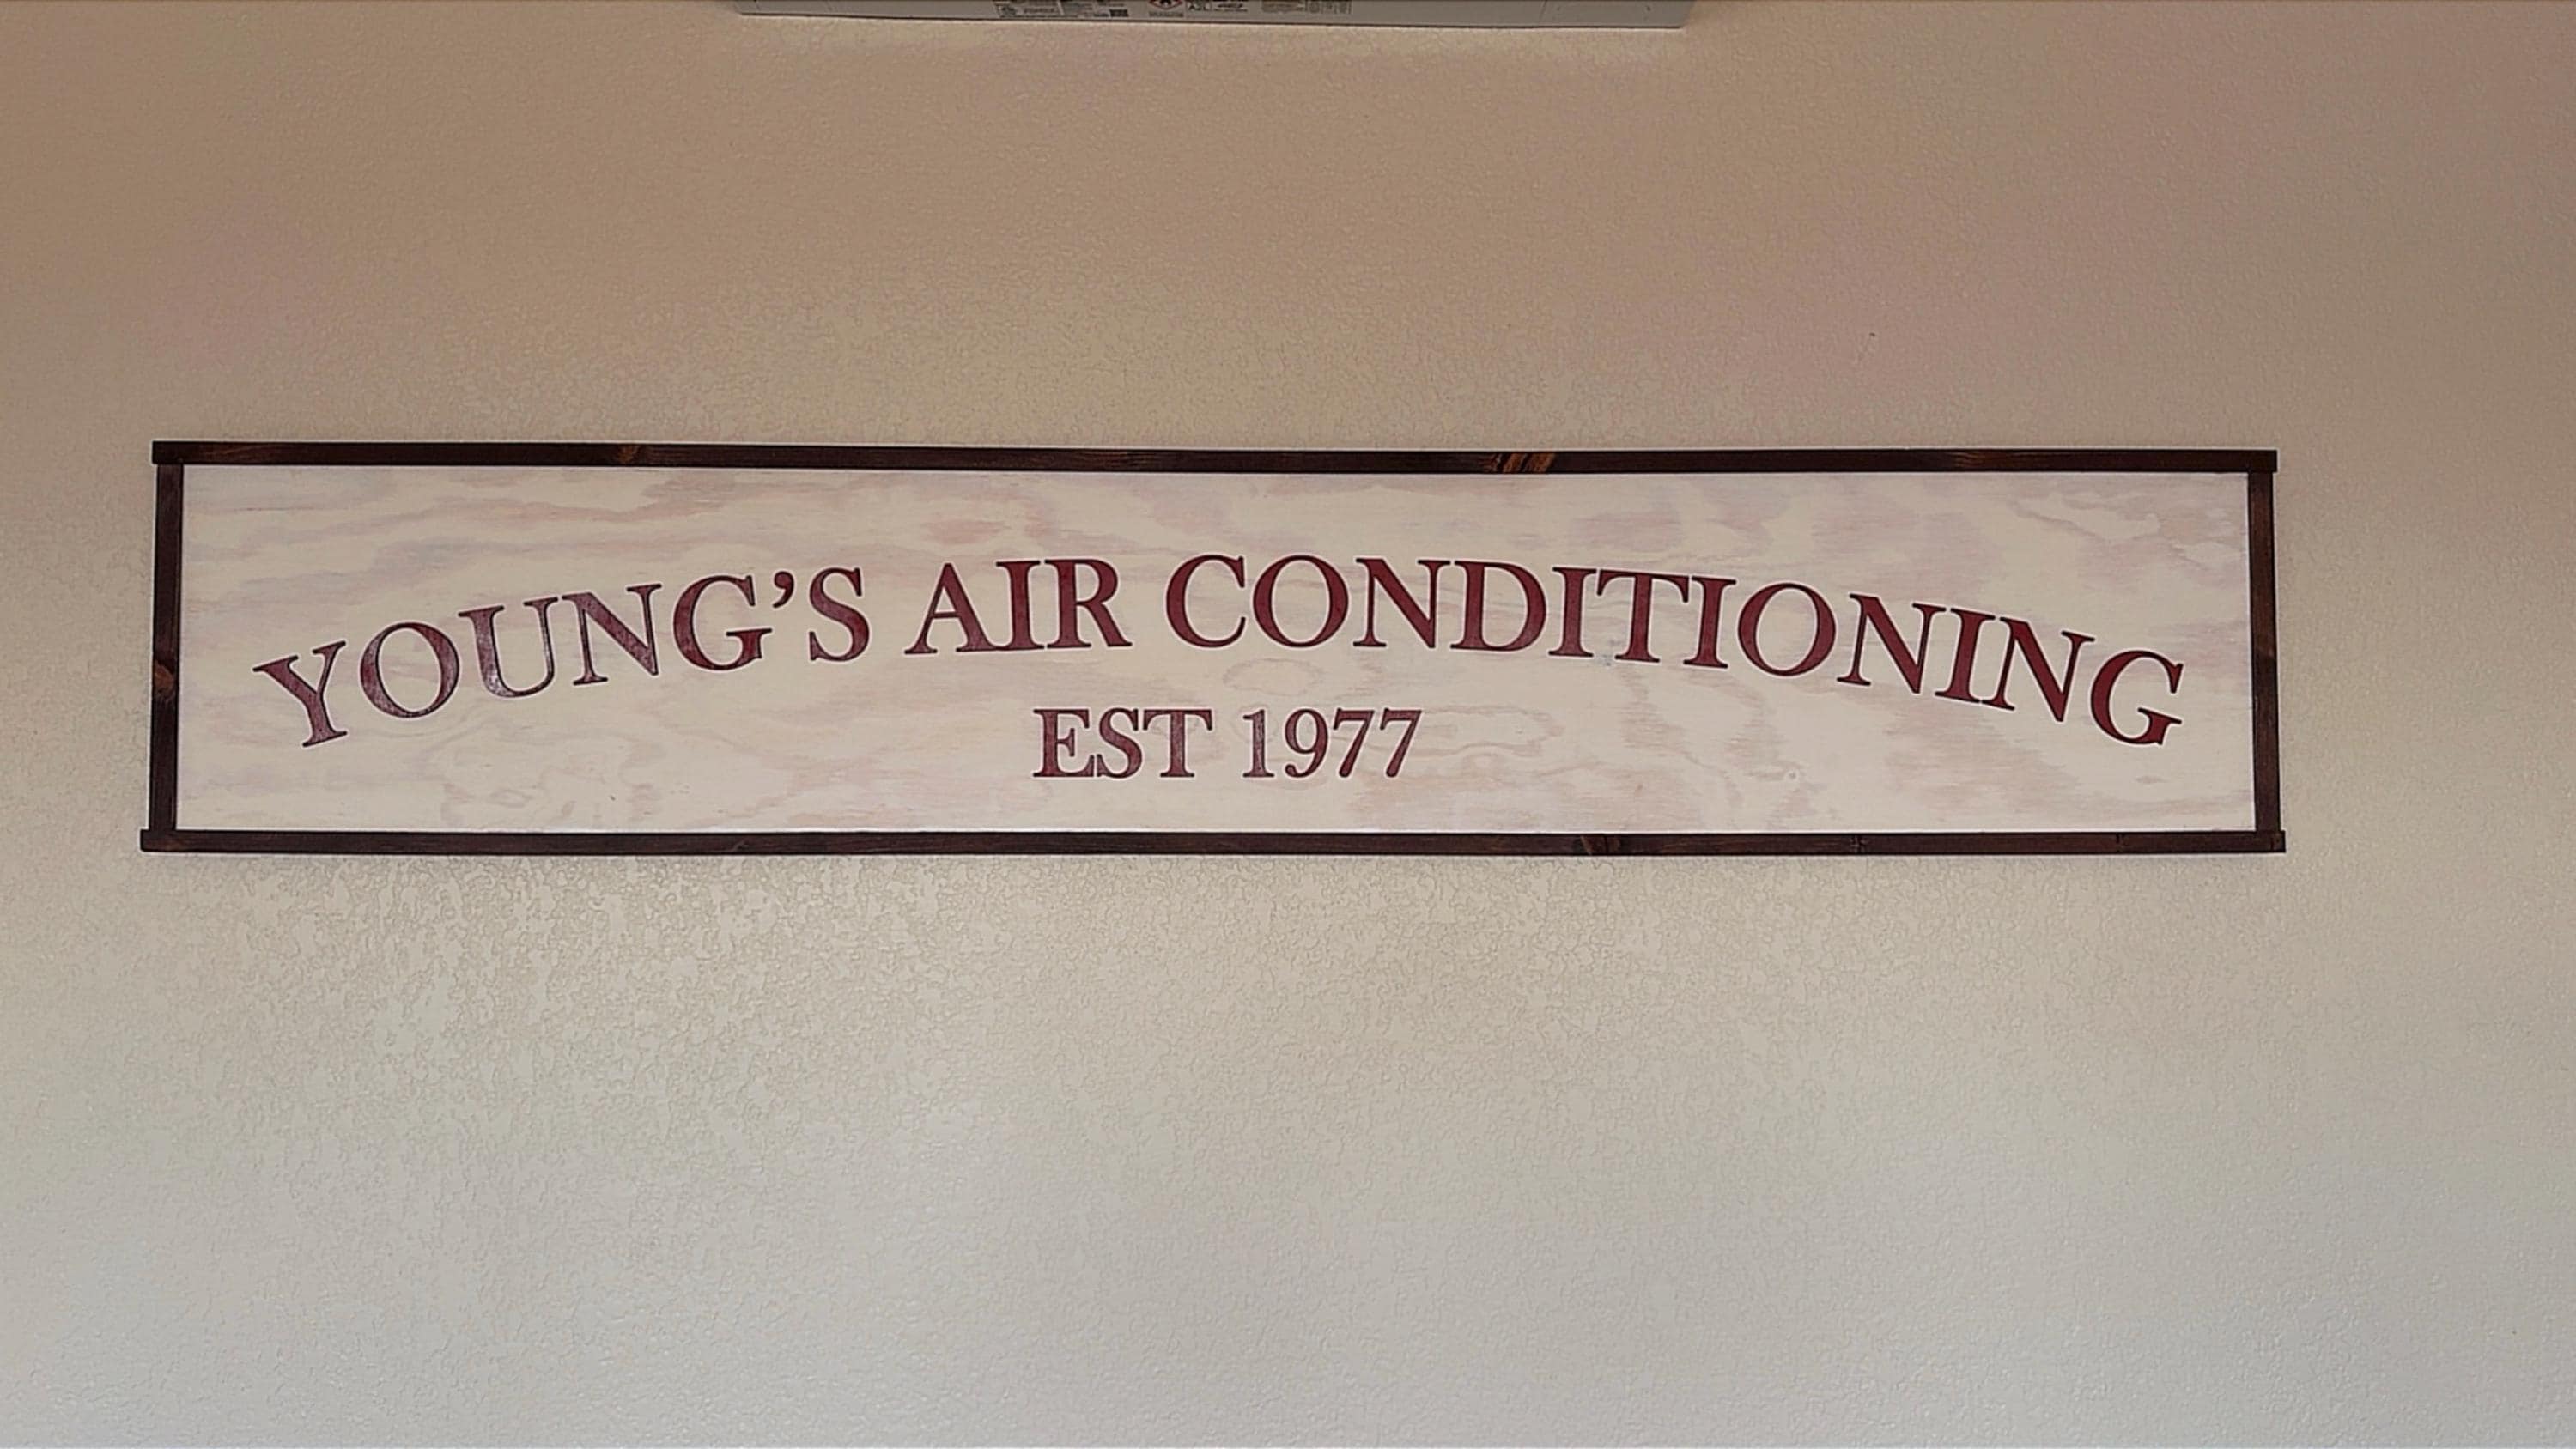 YOUNG’S AIR CONDITIONING
EST 1977